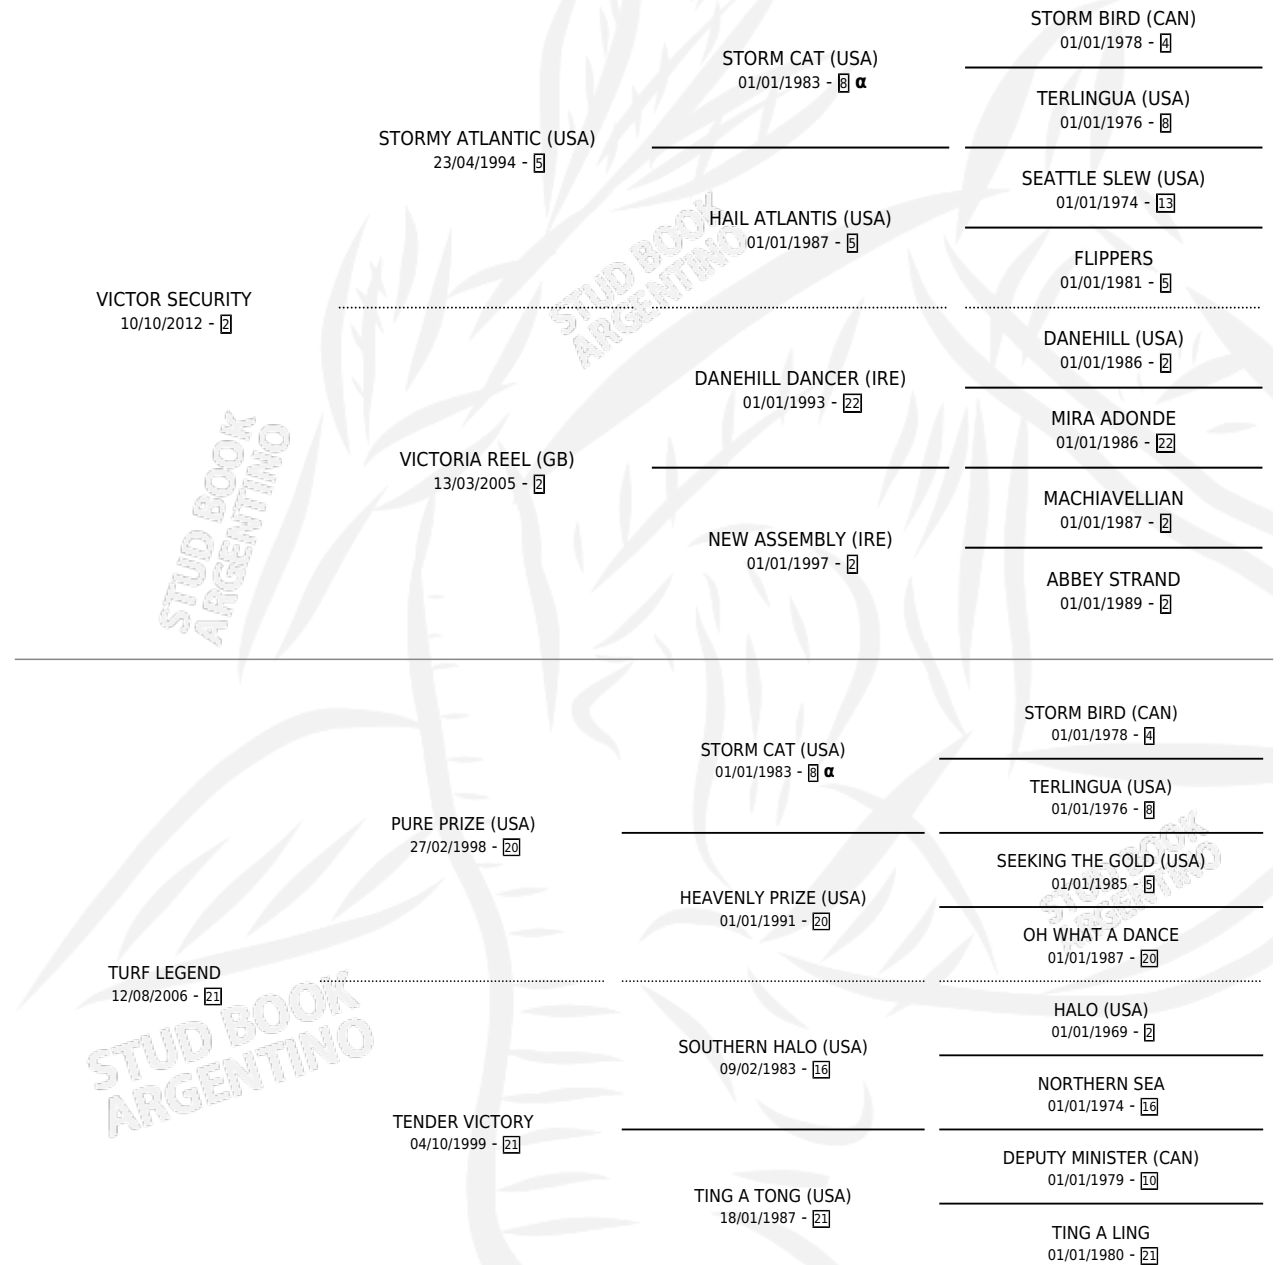 STORM BIRD (CAN)
01/01/1978 - 4
STORM CAT (USA)
01/01/1983 - 8 α
TERLINGUA (USA)
01/01/1976 - 8
STORMY ATLANTIC (USA)
23/04/1994 - 5
SEATTLE SLEW (USA)
01/01/1974 - 13
HAIL ATLANTIS (USA)
01/01/1987 - 5
FLIPPERS
01/01/1981 - 5
VICTOR SECURITY
10/10/2012 - 2
DANEHILL (USA)
01/01/1986 - 2
DANEHILL DANCER (IRE)
01/01/1993 - 22
MIRA ADONDE
01/01/1986 - 22
VICTORIA REEL (GB)
13/03/2005 - 2
MACHIAVELLIAN
01/01/1987 - 2
NEW ASSEMBLY (IRE)
01/01/1997 - 2
ABBEY STRAND
01/01/1989 - 2
STORM BIRD (CAN)
01/01/1978 - 4
STORM CAT (USA)
01/01/1983 - 8 α
TERLINGUA (USA)
01/01/1976 - 8
PURE PRIZE (USA)
27/02/1998 - 20
SEEKING THE GOLD (USA)
01/01/1985 - 5
HEAVENLY PRIZE (USA)
01/01/1991 - 20
OH WHAT A DANCE
01/01/1987 - 20
TURF LEGEND
12/08/2006 - 21
HALO (USA)
01/01/1969 - 2
SOUTHERN HALO (USA)
09/02/1983 - 16
NORTHERN SEA
01/01/1974 - 16
TENDER VICTORY
04/10/1999 - 21
DEPUTY MINISTER (CAN)
01/01/1979 - 10
TING A TONG (USA)
18/01/1987 - 21
TING A LING
01/01/1980 - 21
STUD BOOK
ARGENTINO
STUD BOOK
ARGENTINO
STUD BOOK
ARGENTINO
STUD BOOK
ARGENTINO